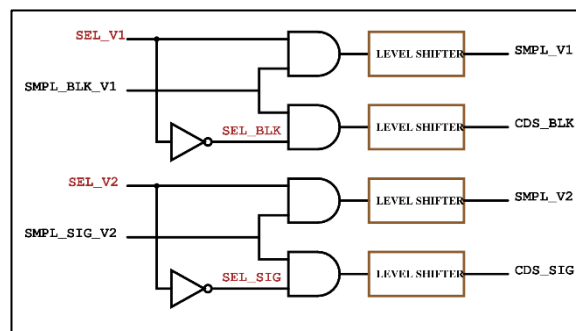 SEL_V1
LEVEL SHIFTER
SMPL_V1
SMPL_BLK_V1
SEL_BLK
LEVEL SHIFTER
CDS_BLK
SEL_V2
LEVEL SHIFTER
SMPL_V2
SMPL_SIG_V2
SEL_SIG
LEVEL SHIFTER
CDS_SIG